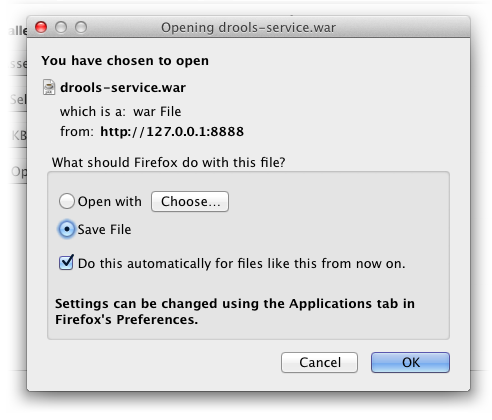 Opening drools-service.war
You have chosen to open
drools-service.war
which is a: war File
from: http://127.0.0.1:8888
What should Firefox do with this file?
Open with Choose...
Save File
Do this automatically for files like this from now on.
Settings can be changed using the Applications tab in
Firefox's Preferences.
Cancel OK